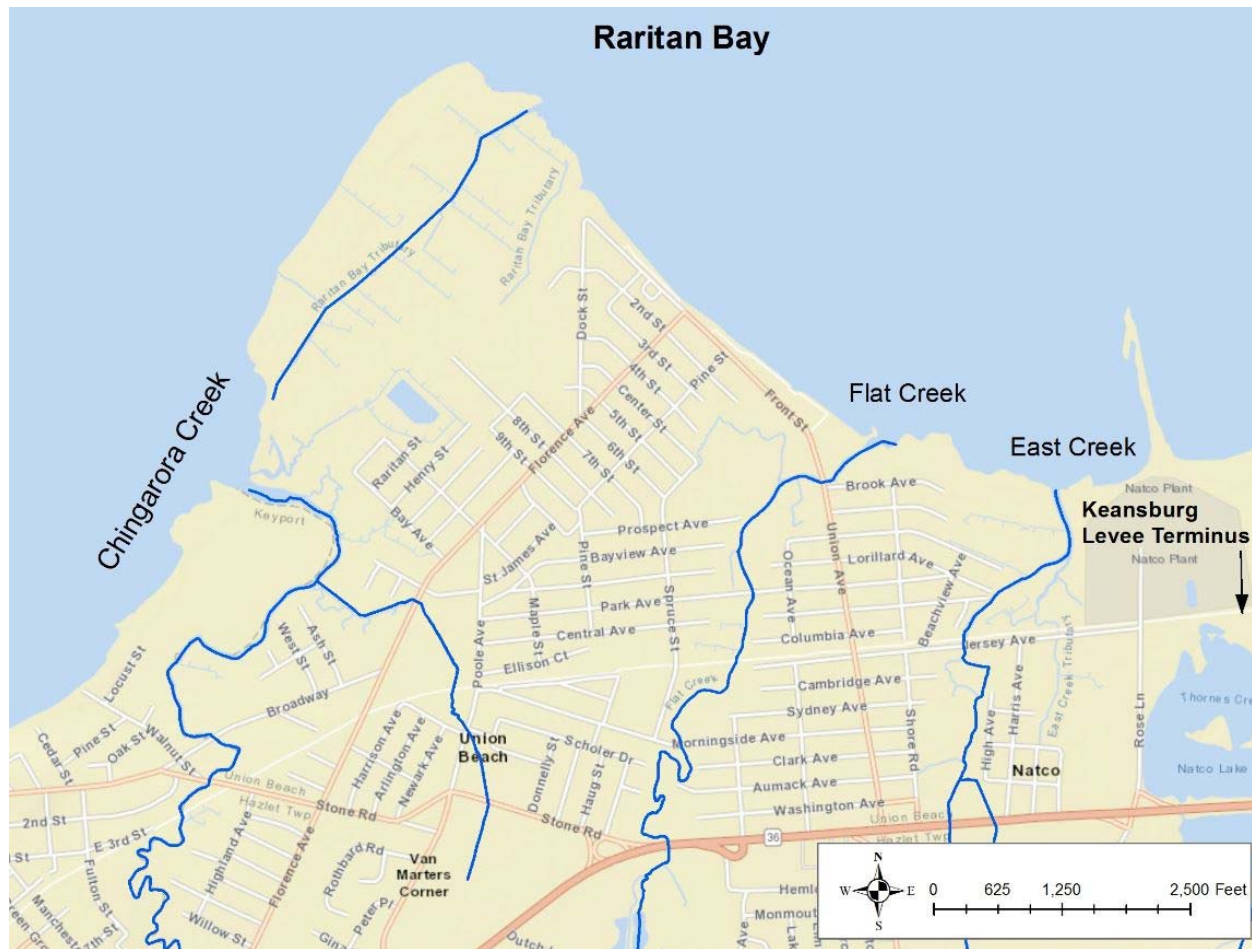 Raritan Bay
Raritan Bay Tributary
Raritan Bay Tributary
Chingarora Creek
Flat Creek
East Creek
Natco Plant
Keansburg
Levee Terminus
Natco Plant
Keyport
Dock St
2nd St
3rd St
4th St
Center St
5th St
6th St
7th St
8th St
9th St
Pine St
Front St
Florence Ave
Raritan St
Henry St
Bay Ave
Brook Ave
Prospect Ave
Bayview Ave
St James Ave
Pine St
Spruce St
Park Ave
Maple St
Central Ave
Ellison Ct
Poole Ave
Ocean Ave
Union Ave
Lorillard Ave
Beachview Ave
Columbia Ave
Jersey Ave
Cambridge Ave
Sydney Ave
Shore Rd
Flat Creek
Morningside Ave
Clark Ave
Aumack Ave
Washington Ave
High Ave
Harris Ave
East Creek Tributary
Rose Ln
Natco
Natco Lake
Locust St
West St
Ash St
Broadway
Cedar St
Pine St
Oak St
Walnut St
Harrison Ave
Arlington Ave
Newark Ave
Union
Beach
Scholer Dr
Donnelly St
Haug St
Union Beach
Hazlet Twp
Stone Rd
Stone Rd
36
Union Beach
Hazlet Twp
2nd St
E 3rd St
Fulton St
Highland Ave
Florence Ave
Rothbard Rd
Van
Marters
Corner
Peter Pl
Willow St
N
W E
S
0 625 1,250 2,500 Feet